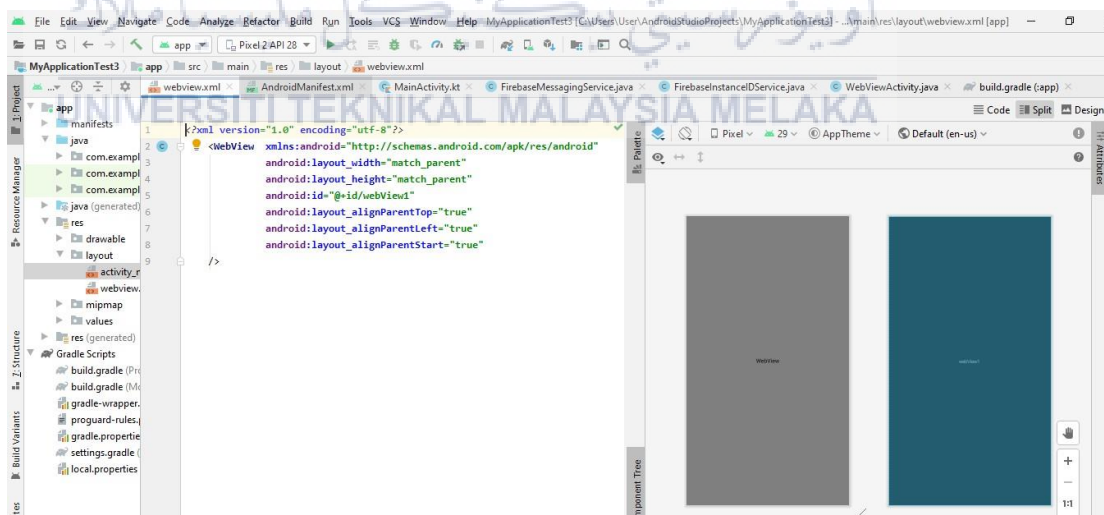 اونيورسيتي
File Edit View Navigate Code Analyze Refactor Build Run Tools VCS Window Help MyApplicationTest3 [C:\Users\User\AndroidStudioProjects\MyApplicationTest3] - ...\main\res\layout\webview.xml [app]
app Pixel 2 API 28
MyApplicationTest3 app src main res layout webview.xml
webview.xml AndroidManifest.xml MainActivity.kt FirebaseMessagingService.java FirebaseInstanceIDService.java WebViewActivity.java build.gradle (:app)
UNIVERSITI TEKNIKAL MALAYSIA MELAKA
Code Split Design
1: Project
Resource Manager
7: Structure
Build Variants
app
manifests
java
com.exampl
com.exampl
com.exampl
java (generated)
res
drawable
layout
activity_r
webview.
mipmap
values
res (generated)
Gradle Scripts
build.gradle (Pro
build.gradle (Mo
gradle-wrapper.
proguard-rules.p
gradle.propertie
settings.gradle (
local.properties
1 <?xml version="1.0" encoding="utf-8"?>
2 <WebView xmlns:android="http://schemas.android.com/apk/res/android"
3 android:layout_width="match_parent"
4 android:layout_height="match_parent"
5 android:id="@+id/webView1"
6 android:layout_alignParentTop="true"
7 android:layout_alignParentLeft="true"
8 android:layout_alignParentStart="true"
9 />
Palette
Component Tree
Pixel 29 AppTheme Default (en-us)
WebView
webView1
1:1
Attributes